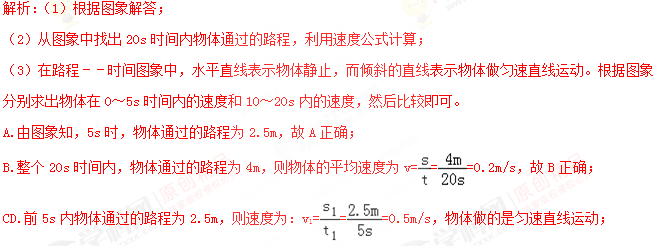 解析：（1）根据图象解答；
（2）从图象中找出 20s 时间内物体通过的路程，利用速度公式计算；
（3）在路程－－时间图象中，水平直线表示物体静止，而倾斜的直线表示物体做匀速直线运动。根据图象
分别求出物体在 0～5s 时间内的速度和 10～20s 内的速度，然后比较即可。
A.由图象知，5s 时，物体通过的路程为 2.5m，故 A 正确；
B.整个 20s 时间内，物体通过的路程为 4m，则物体的平均速度为 v=s/t=4m/20s=0.2m/s，故 B 正确；
CD.前 5s 内物体通过的路程为 2.5m，则速度为：v₁=s₁/t₁=2.5m/5s=0.5m/s，物体做的是匀速直线运动；